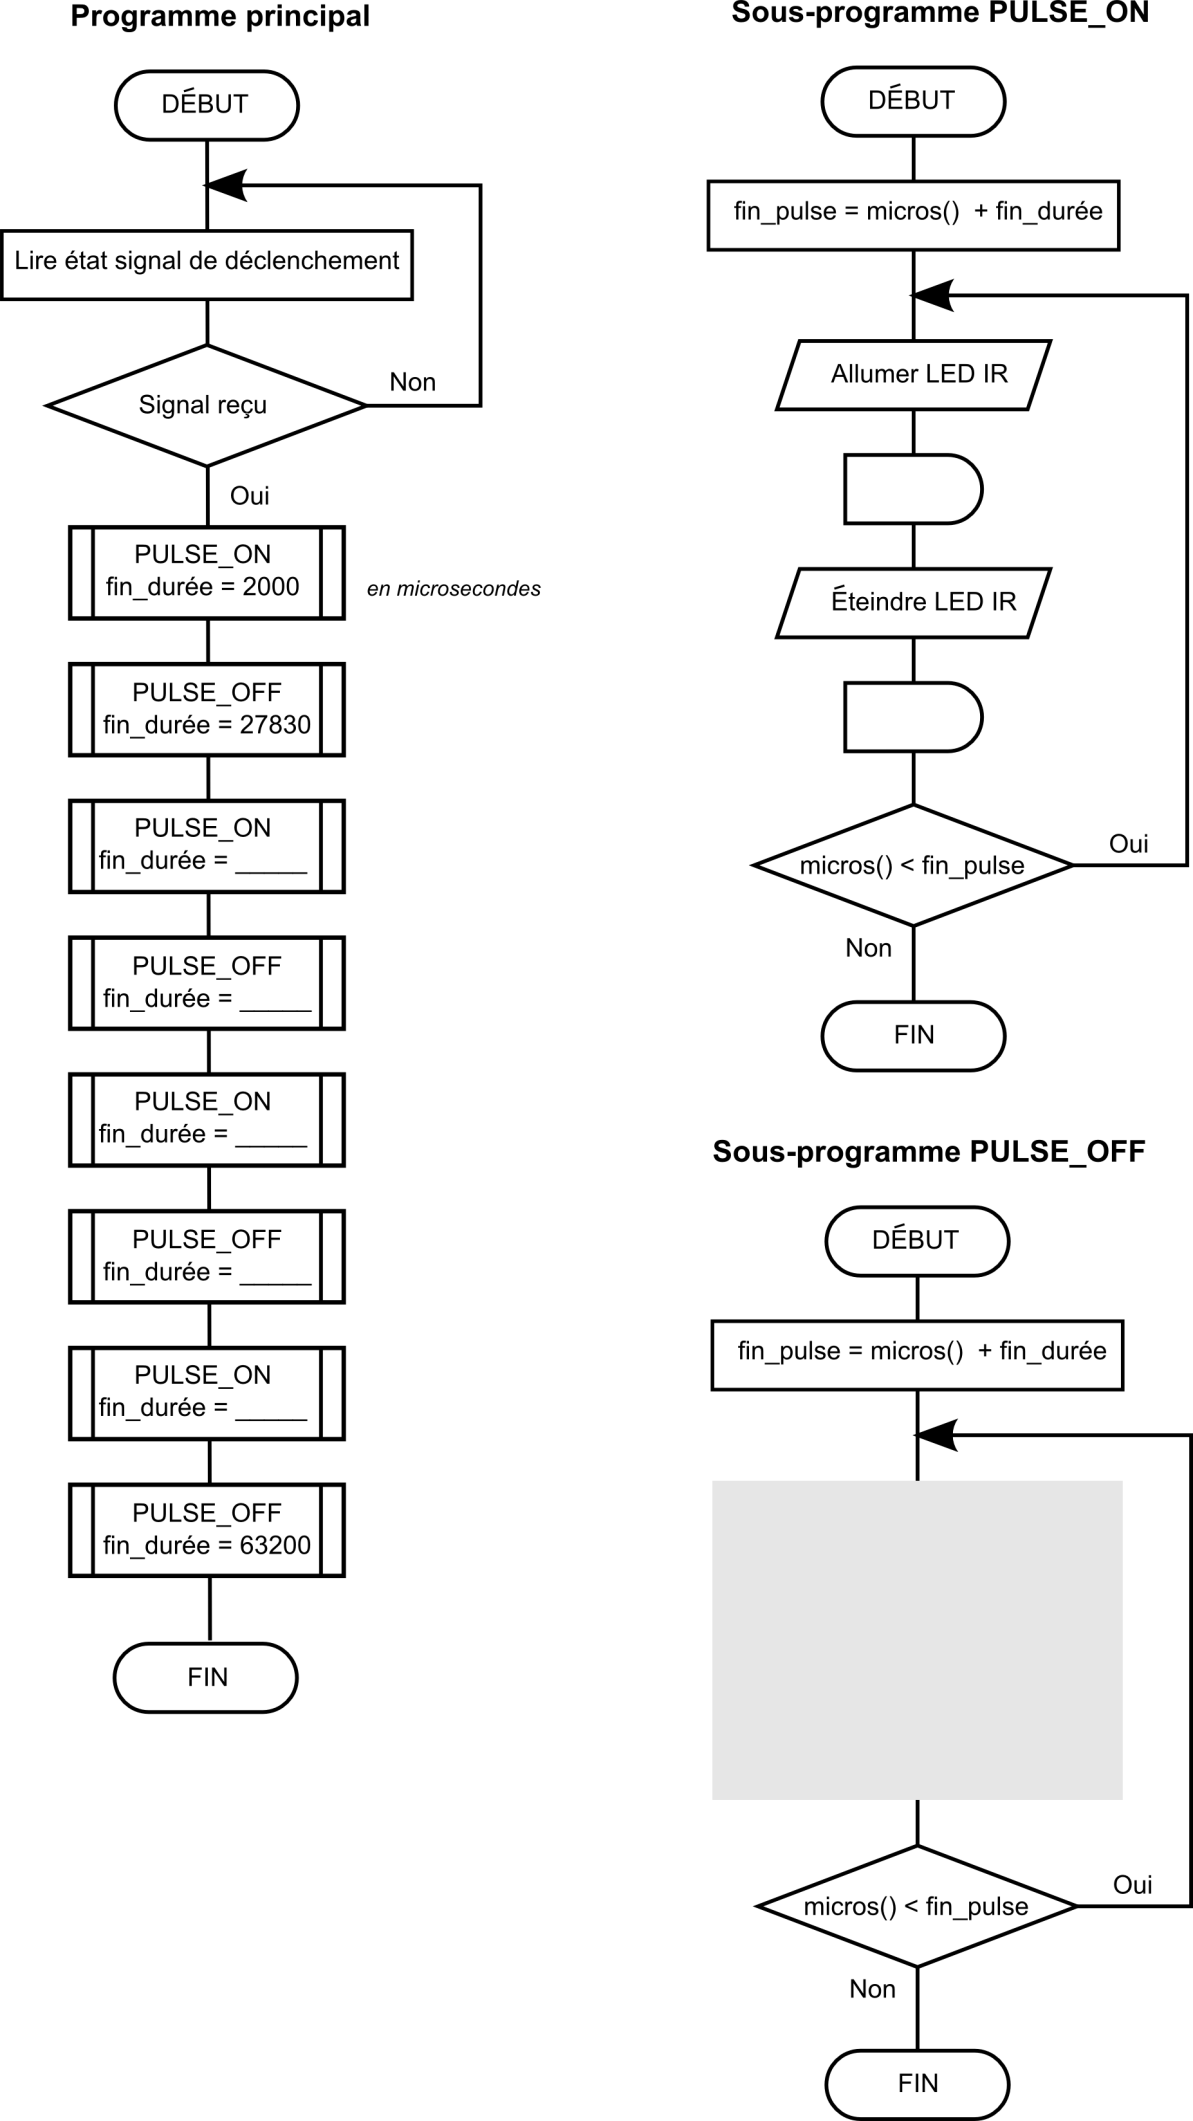 Programme principal
DÉBUT
Lire état signal de déclenchement
Signal reçu
Non
Oui
PULSE_ON
fin_durée = 2000
en microsecondes
PULSE_OFF
fin_durée = 27830
PULSE_ON
fin_durée = _____
PULSE_OFF
fin_durée = _____
PULSE_ON
fin_durée = _____
PULSE_OFF
fin_durée = _____
PULSE_ON
fin_durée = _____
PULSE_OFF
fin_durée = 63200
FIN
Sous-programme PULSE_ON
DÉBUT
fin_pulse = micros() + fin_durée
Allumer LED IR
Éteindre LED IR
micros() < fin_pulse
Oui
Non
FIN
Sous-programme PULSE_OFF
DÉBUT
fin_pulse = micros() + fin_durée
micros() < fin_pulse
Oui
Non
FIN